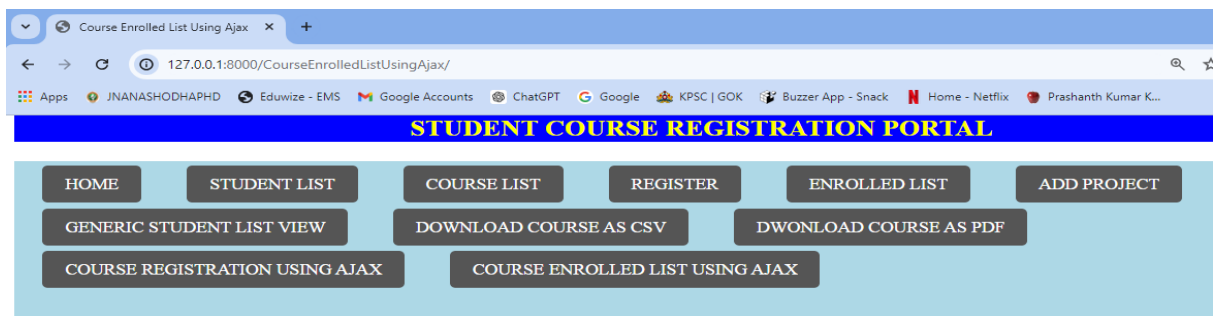 Course Enrolled List Using Ajax
127.0.0.1:8000/CourseEnrolledListUsingAjax/
Apps JNANASHODHAPHD Eduwize - EMS Google Accounts ChatGPT Google KPSC | GOK Buzzer App - Snack Home - Netflix Prashanth Kumar K...
STUDENT COURSE REGISTRATION PORTAL
HOME STUDENT LIST COURSE LIST REGISTER ENROLLED LIST ADD PROJECT
GENERIC STUDENT LIST VIEW DOWNLOAD COURSE AS CSV DWONLOAD COURSE AS PDF
COURSE REGISTRATION USING AJAX COURSE ENROLLED LIST USING AJAX